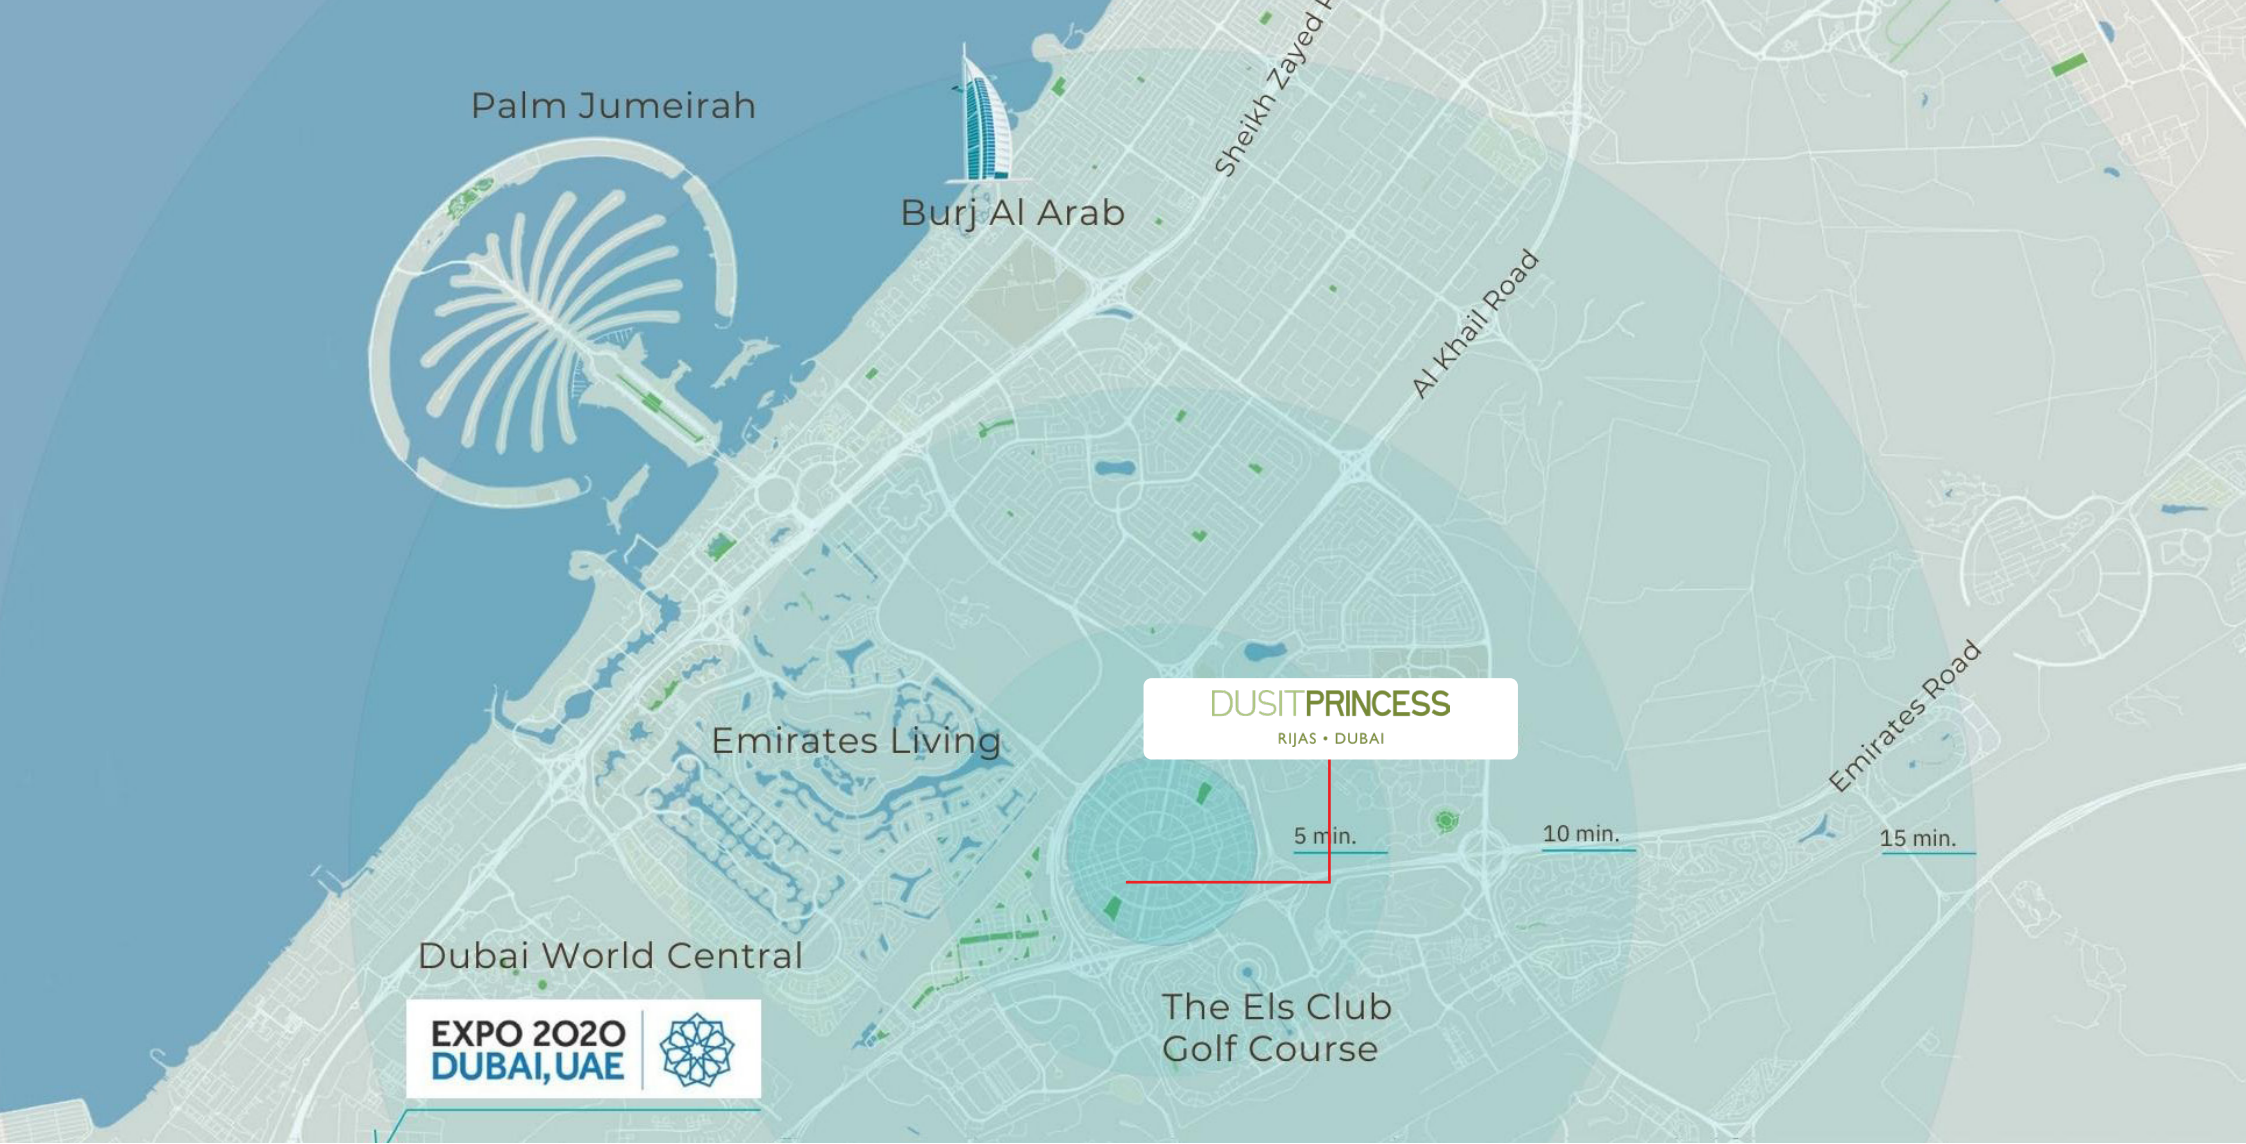 Palm Jumeirah
Burj Al Arab
Sheikh Zayed
Al Khail Road
Emirates Road
DUSITPRINCESS
RIJAS • DUBAI
Emirates Living
5 min.
10 min.
15 min.
Dubai World Central
EXPO 2020
DUBAI, UAE
The Els Club
Golf Course